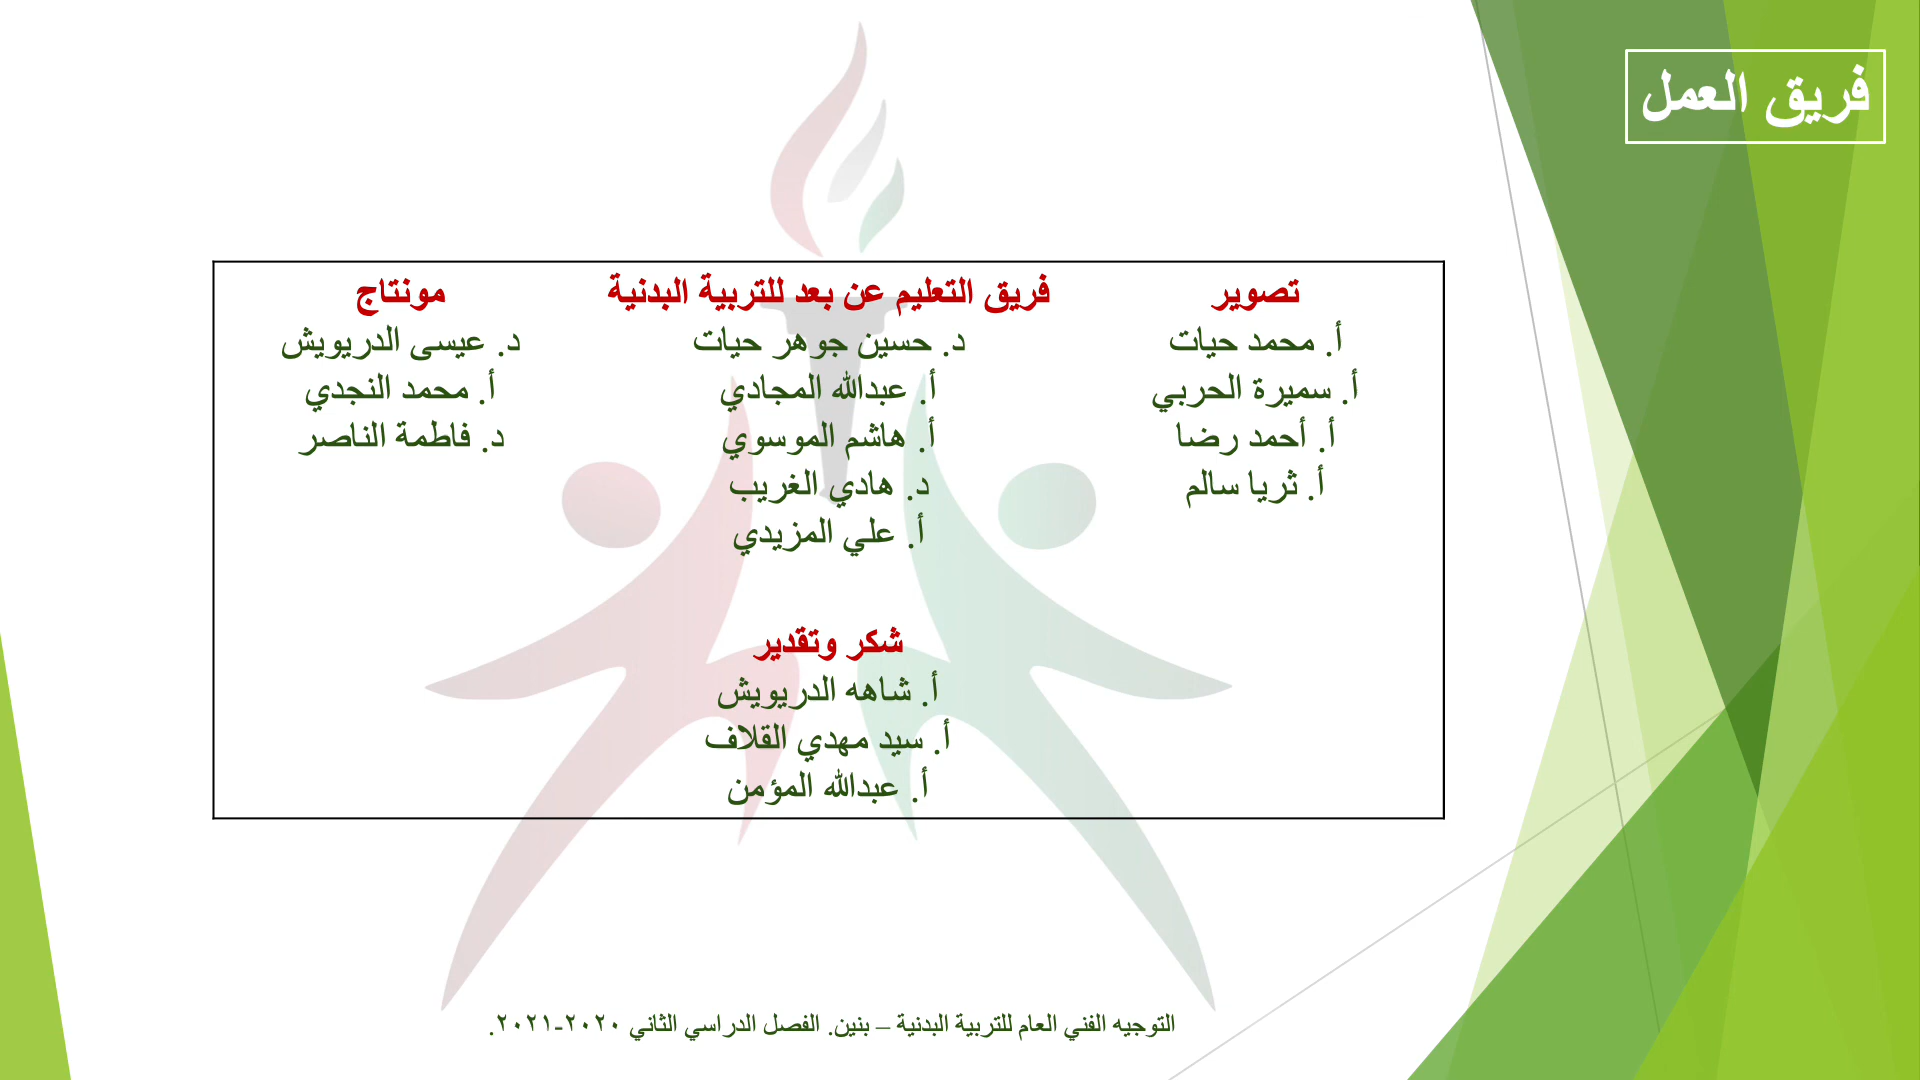 فريق العمل
تصوير
أ. محمد حيات
أ. سميرة الحربي
أ. أحمد رضا
أ. ثريا سالم
فريق التعليم عن بعد للتربية البدنية
د. حسين جوهر حيات
أ. عبدالله المجادي
أ. هاشم الموسوي
د. هادي الغريب
أ. علي المزيدي
شكر وتقدير
أ. شاهه الدريويش
أ. سيد مهدي القلاف
أ. عبدالله المؤمن
مونتاج
د. عيسى الدريويش
أ. محمد النجدي
د. فاطمة الناصر
التوجيه الفني العام للتربية البدنية – بنين. الفصل الدراسي الثاني ٢٠٢٠-٢٠٢١.